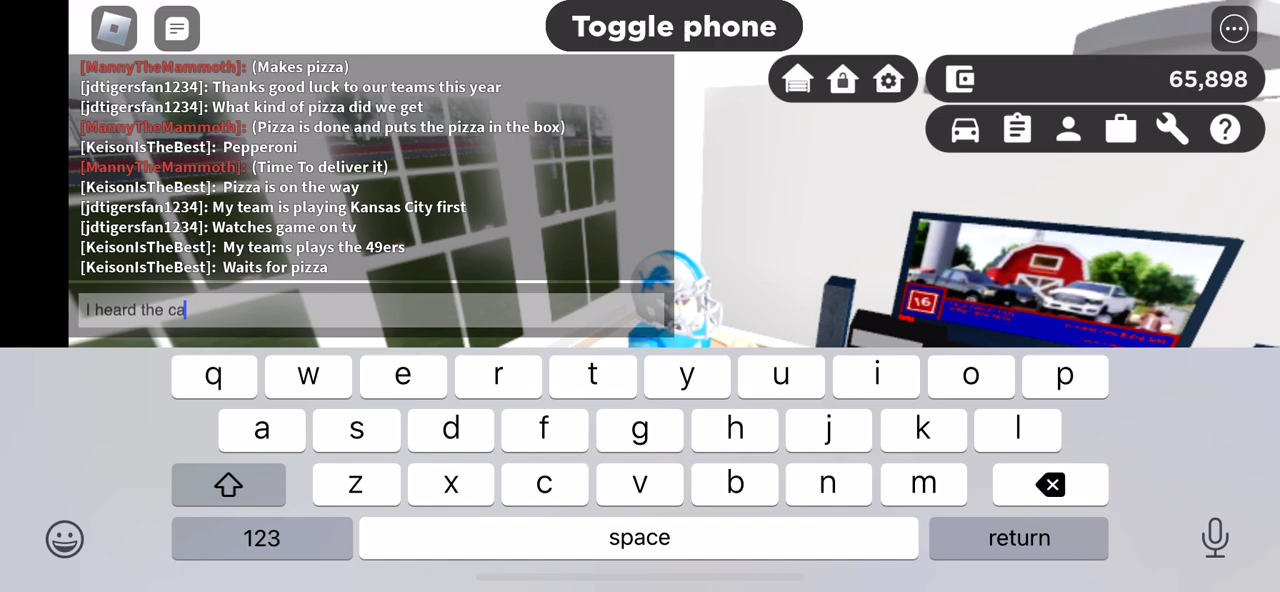 Toggle phone
[MannyTheMammoth]: (Makes pizza)
[jdtigersfan1234]: Thanks good luck to our teams this year
[jdtigersfan1234]: What kind of pizza did we get
[MannyTheMammoth]: (Pizza is done and puts the pizza in the box)
[KeisonIsTheBest]: Pepperoni
[MannyTheMammoth]: (Time To deliver it)
[KeisonIsTheBest]: Pizza is on the way
[jdtigersfan1234]: My team is playing Kansas City first
[jdtigersfan1234]: Watches game on tv
[KeisonIsTheBest]: My teams plays the 49ers
[KeisonIsTheBest]: Waits for pizza
I heard the ca
65,898
16
q w e r t y u i o p
a s d f g h j k l
z x c v b n m
123 space return